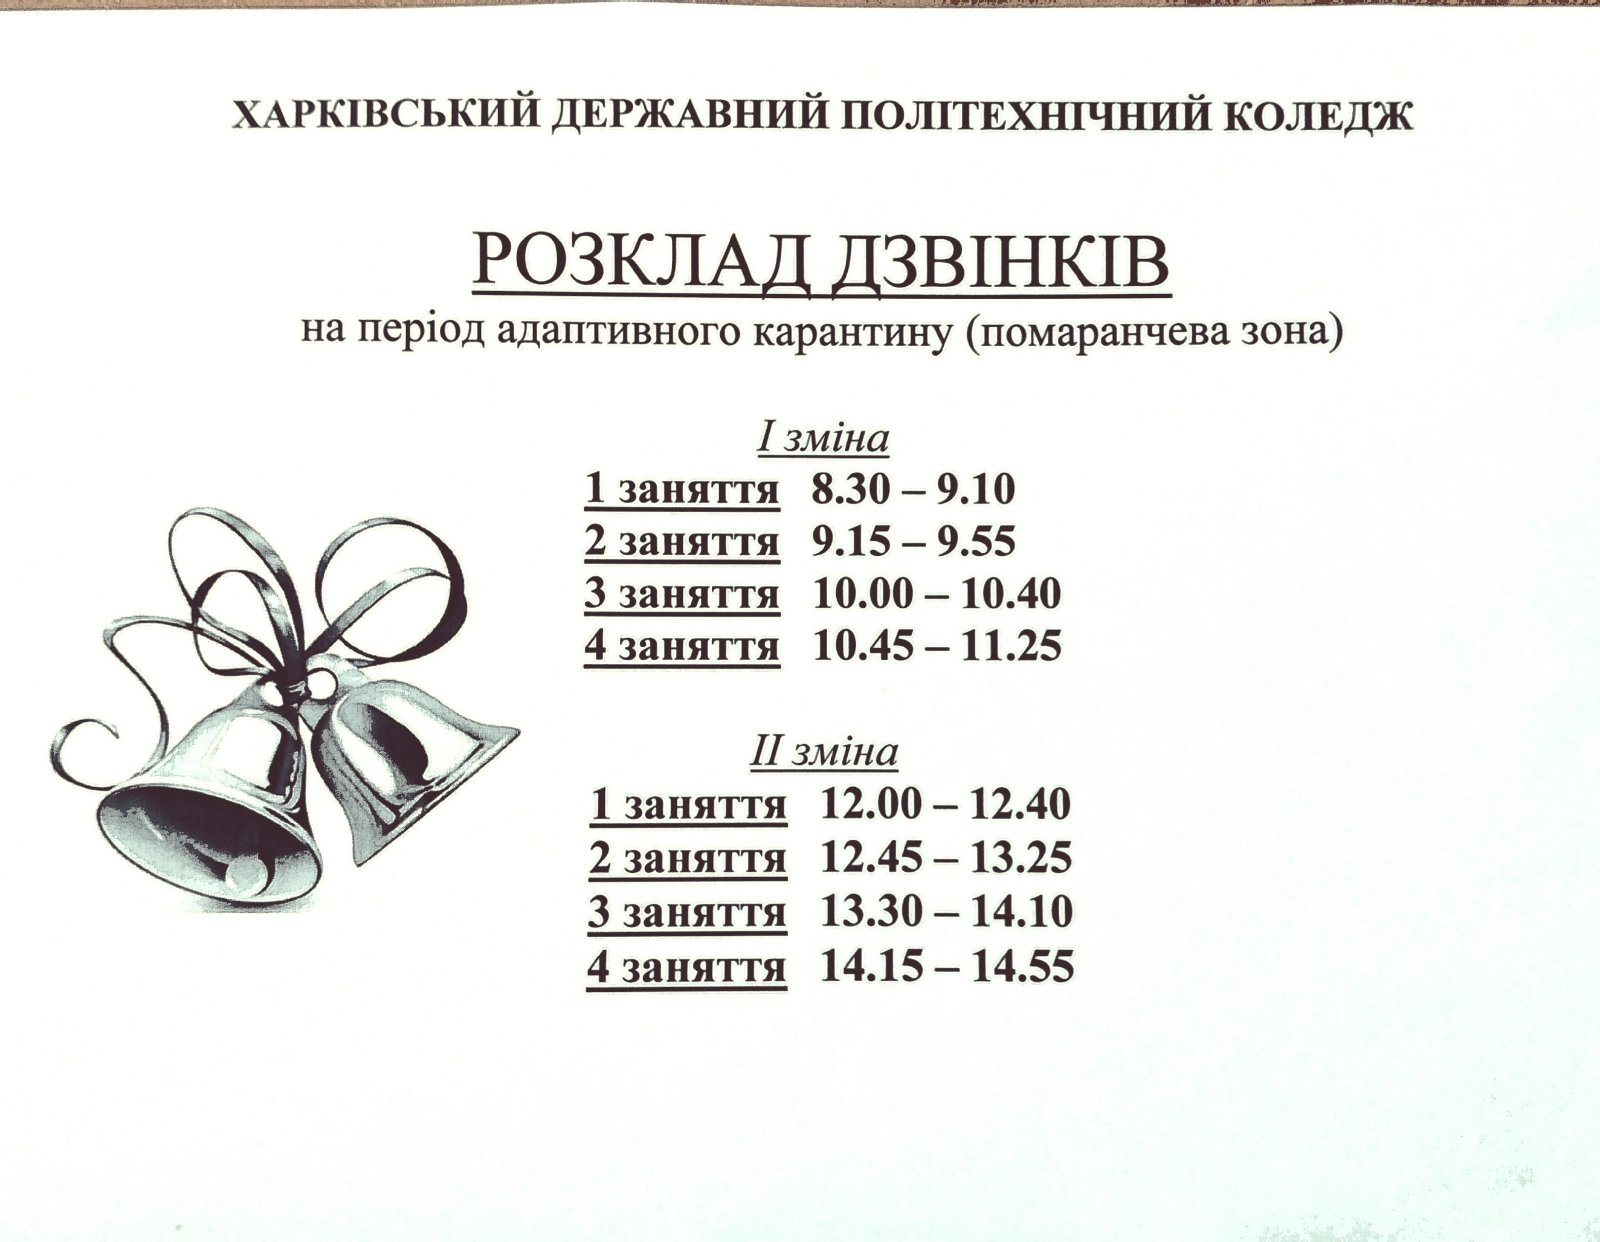 ХАРКІВСЬКИЙ ДЕРЖАВНИЙ ПОЛІТЕХНІЧНИЙ КОЛЕДЖ
РОЗКЛАД ДЗВІНКІВ
на період адаптивного карантину (помаранчева зона)
І зміна
1 заняття 8.30 – 9.10
2 заняття 9.15 – 9.55
3 заняття 10.00 – 10.40
4 заняття 10.45 – 11.25
ІІ зміна
1 заняття 12.00 – 12.40
2 заняття 12.45 – 13.25
3 заняття 13.30 – 14.10
4 заняття 14.15 – 14.55